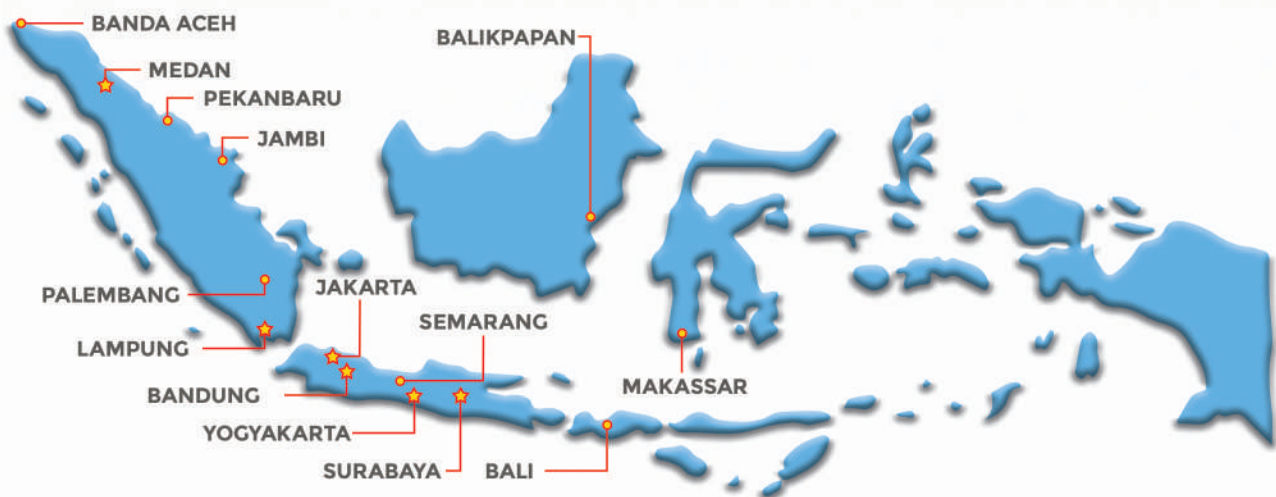 BANDA ACEH
BALIKPAPAN
MEDAN
PEKANBARU
JAMBI
PALEMBANG
JAKARTA
SEMARANG
LAMPUNG
BANDUNG
MAKASSAR
YOGYAKARTA
SURABAYA
BALI